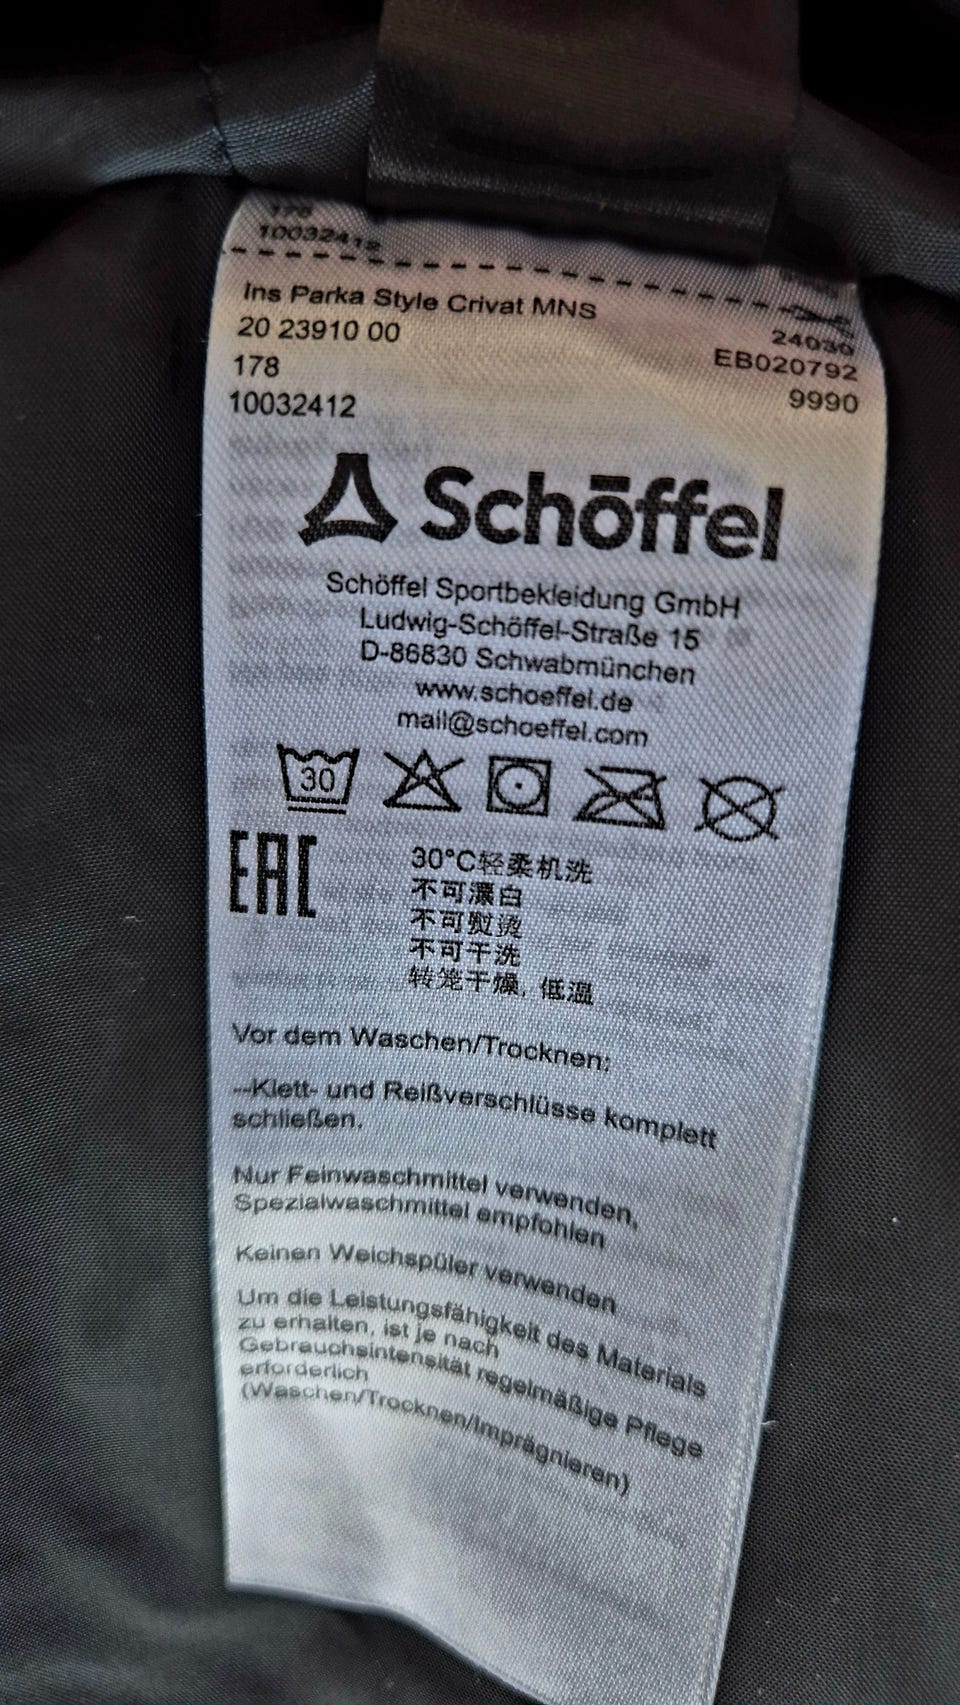 178
10032412
Ins Parka Style Crivat MNS
20 23910 00
24030
178
EB020792
10032412
9990
Schöffel
Schöffel Sportbekleidung GmbH
Ludwig-Schöffel-Straße 15
D-86830 Schwabmünchen
www.schoeffel.de
mail@schoeffel.com
30
EAC
30°C轻柔机洗
不可漂白
不可熨烫
不可干洗
转笼干燥, 低温
Vor dem Waschen/Trocknen:
--Klett- und Reißverschlüsse komplett
schließen.
Nur Feinwaschmittel verwenden,
Spezialwaschmittel empfohlen
Keinen Weichspüler verwenden
Um die Leistungsfähigkeit des Materials
zu erhalten, ist je nach
Gebrauchsintensität regelmäßige Pflege
erforderlich
(Waschen/Trocknen/Imprägnieren)